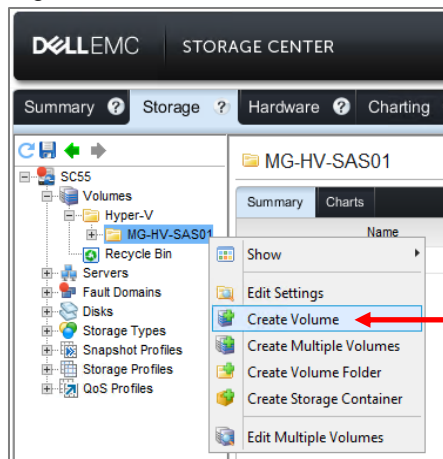 DELLEMC STORAGE CENTER
Summary ? Storage ? Hardware ? Charting
MG-HV-SAS01
Summary Charts
Name
SC55
Volumes
Hyper-V
MG-HV-SAS01
Recycle Bin
Servers
Fault Domains
Disks
Storage Types
Snapshot Profiles
Storage Profiles
QoS Profiles
Show
Edit Settings
Create Volume
Create Multiple Volumes
Create Volume Folder
Create Storage Container
Edit Multiple Volumes